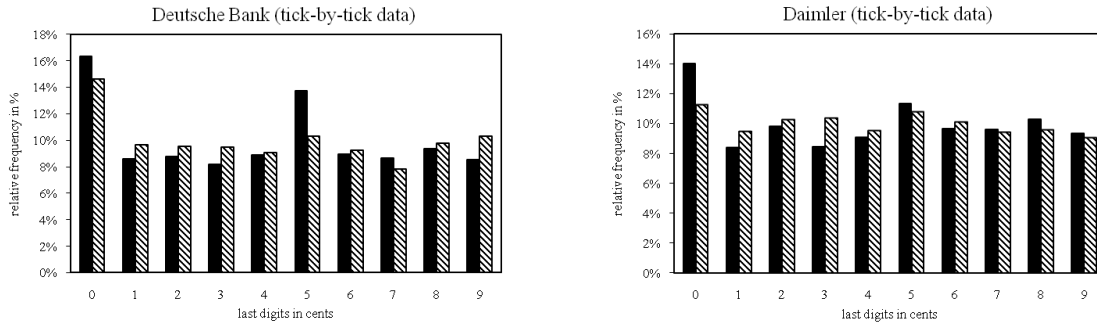 Deutsche Bank (tick-by-tick data)
18%
16%
14%
12%
10%
8%
6%
4%
2%
0%
relative frequency in %
0 1 2 3 4 5 6 7 8 9
last digits in cents
Daimler (tick-by-tick data)
16%
14%
12%
10%
8%
6%
4%
2%
0%
relative frequency in %
0 1 2 3 4 5 6 7 8 9
last digits in cents